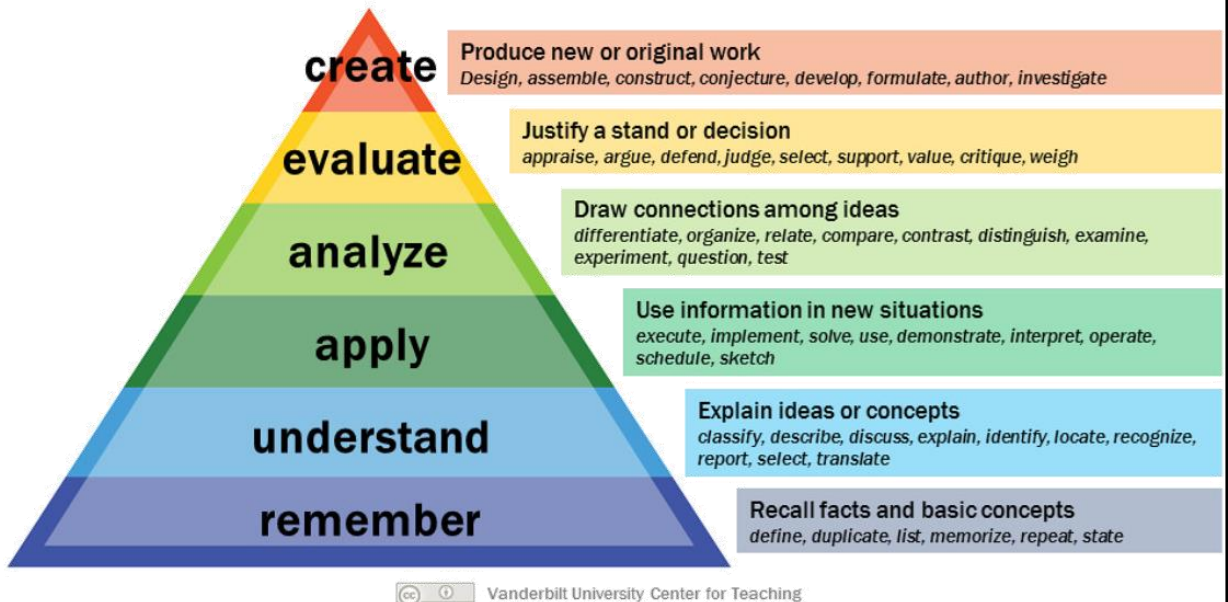 create
Produce new or original work
Design, assemble, construct, conjecture, develop, formulate, author, investigate
evaluate
Justify a stand or decision
appraise, argue, defend, judge, select, support, value, critique, weigh
analyze
Draw connections among ideas
differentiate, organize, relate, compare, contrast, distinguish, examine,
experiment, question, test
apply
Use information in new situations
execute, implement, solve, use, demonstrate, interpret, operate,
schedule, sketch
understand
Explain ideas or concepts
classify, describe, discuss, explain, identify, locate, recognize,
report, select, translate
remember
Recall facts and basic concepts
define, duplicate, list, memorize, repeat, state
cc
Vanderbilt University Center for Teaching